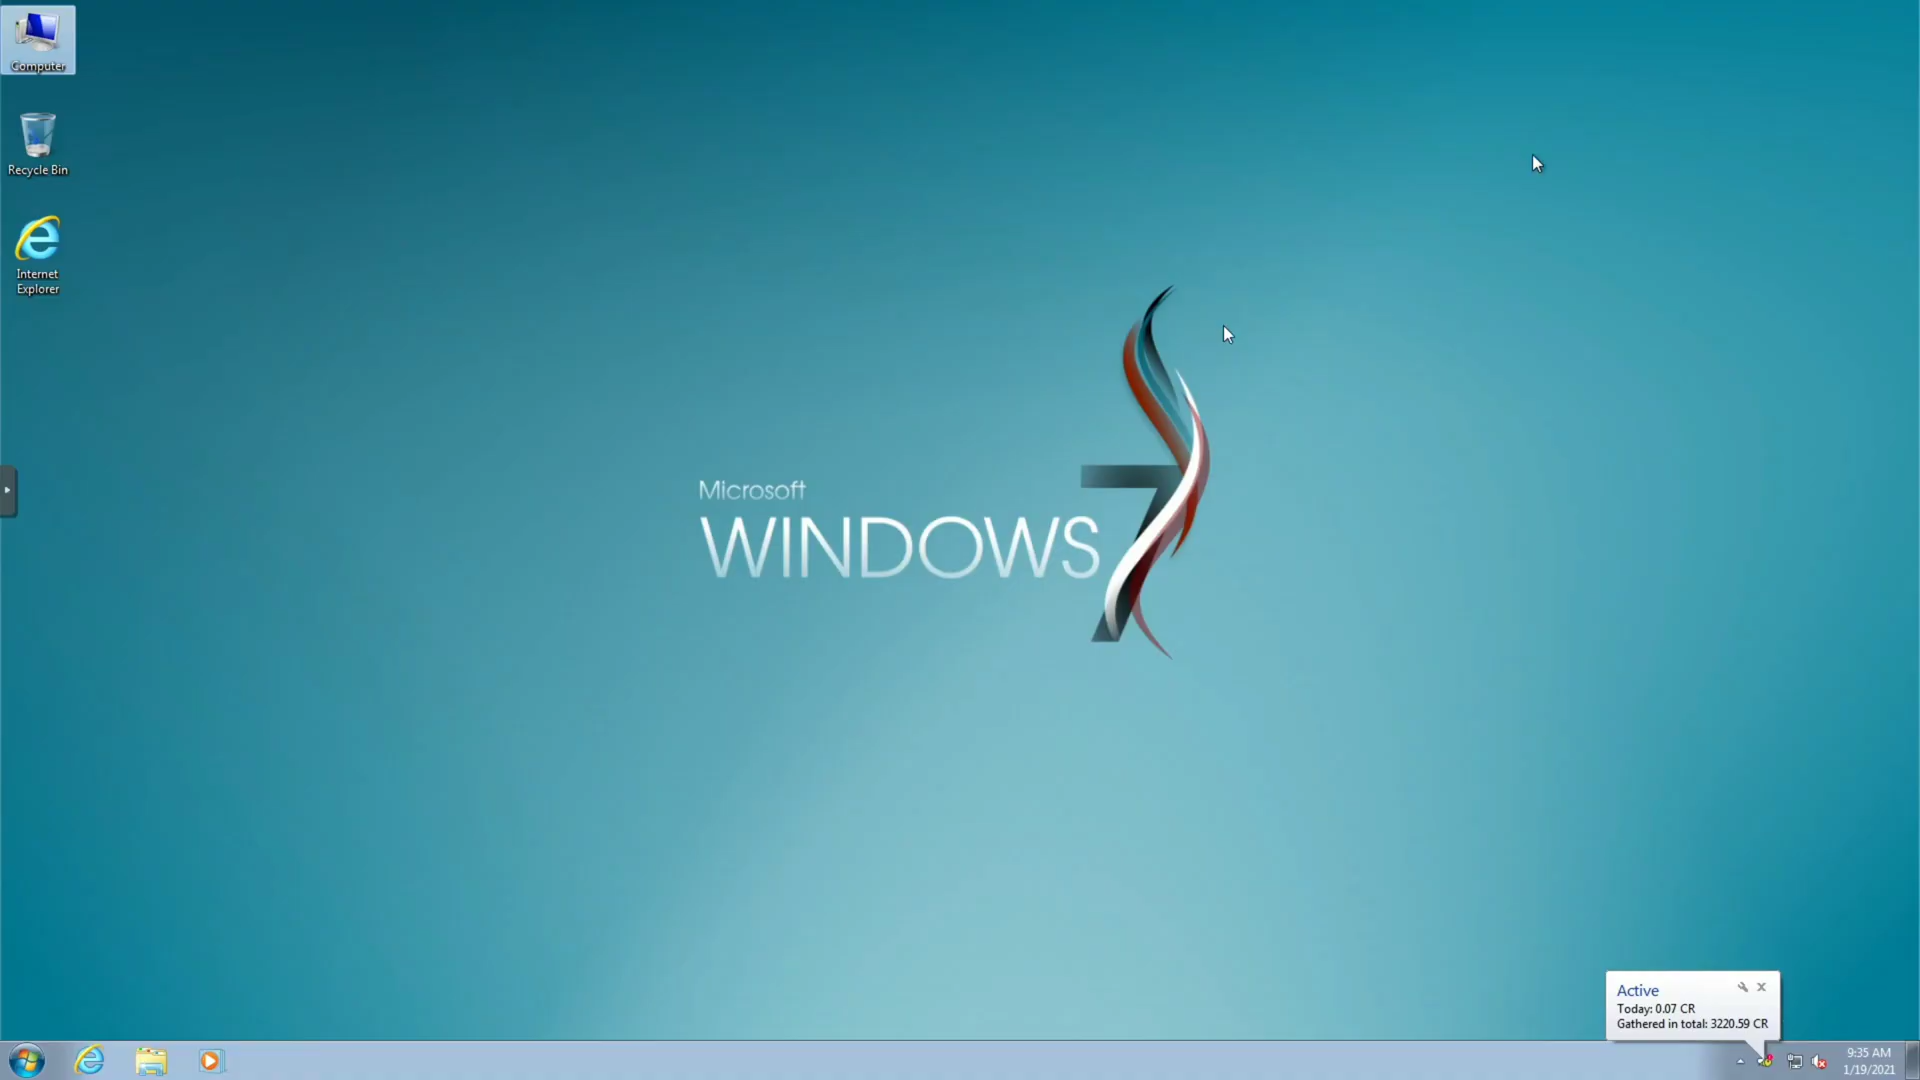 Computer
Recycle Bin
Internet
Explorer
Microsoft
WINDOWS 7
Active
Today: 0.07 CR
Gathered in total: 3220.59 CR
9:35 AM
1/19/2021